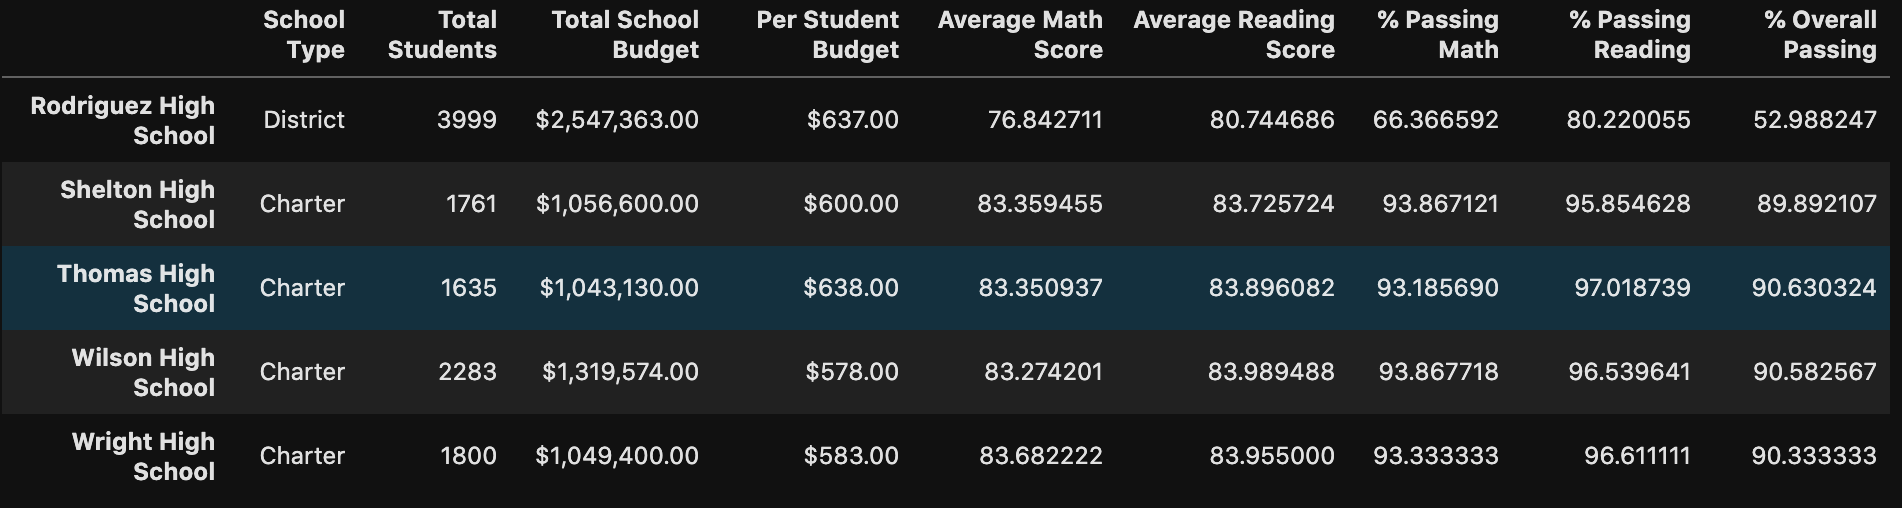 School Total Total School Per Student Average Math Average Reading % Passing % Passing % Overall
Type Students Budget Budget Score Score Math Reading Passing
Rodriguez High
School District 3999 $2,547,363.00 $637.00 76.842711 80.744686 66.366592 80.220055 52.988247
Shelton High
School Charter 1761 $1,056,600.00 $600.00 83.359455 83.725724 93.867121 95.854628 89.892107
Thomas High
School Charter 1635 $1,043,130.00 $638.00 83.350937 83.896082 93.185690 97.018739 90.630324
Wilson High
School Charter 2283 $1,319,574.00 $578.00 83.274201 83.989488 93.867718 96.539641 90.582567
Wright High
School Charter 1800 $1,049,400.00 $583.00 83.682222 83.955000 93.333333 96.611111 90.333333